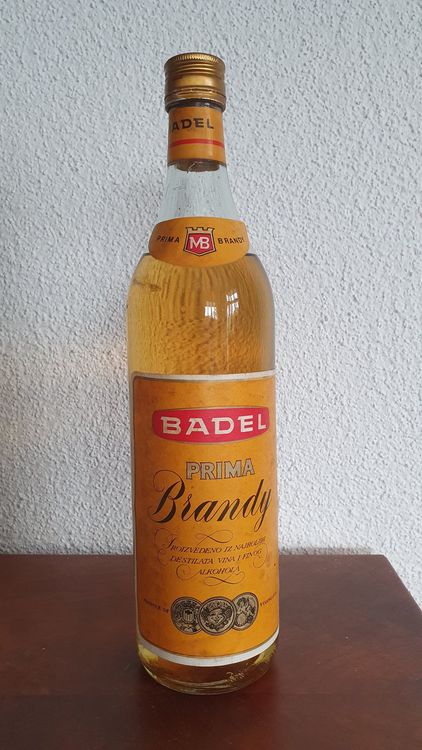 BADEL
PRIMA MB BRANDY
BADEL
PRIMA
Brandy
PROIZVEDENO IZ NAJBOLJIH
DESTILATA VINA I FINOG
ALKOHOLA